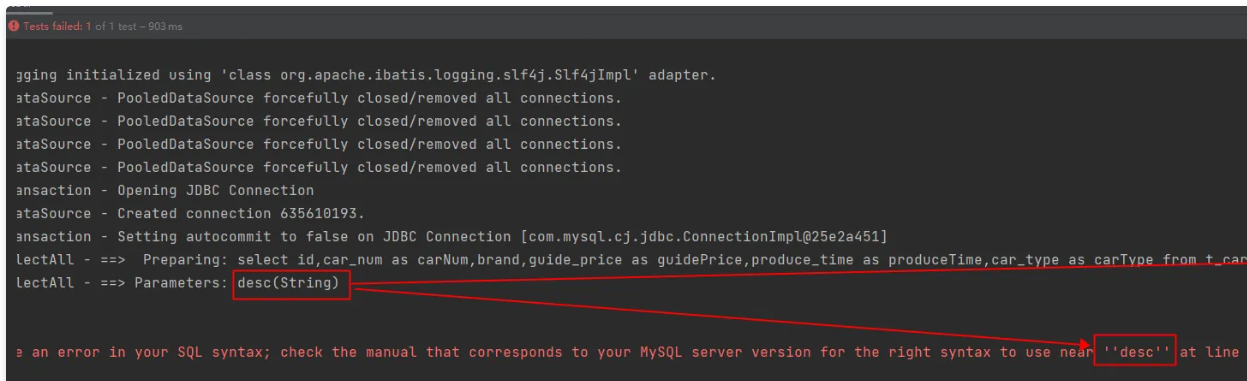 Tests failed: 1 of 1 test – 903 ms
gging initialized using 'class org.apache.ibatis.logging.slf4j.Slf4jImpl' adapter.
ataSource - PooledDataSource forcefully closed/removed all connections.
ataSource - PooledDataSource forcefully closed/removed all connections.
ataSource - PooledDataSource forcefully closed/removed all connections.
ataSource - PooledDataSource forcefully closed/removed all connections.
ansaction - Opening JDBC Connection
ataSource - Created connection 635610193.
ansaction - Setting autocommit to false on JDBC Connection [com.mysql.cj.jdbc.ConnectionImpl@25e2a451]
lectAll - ==>  Preparing: select id,car_num as carNum,brand,guide_price as guidePrice,produce_time as produceTime,car_type as carType from t_car
lectAll - ==> Parameters: desc(String)
e an error in your SQL syntax; check the manual that corresponds to your MySQL server version for the right syntax to use near ''desc'' at line